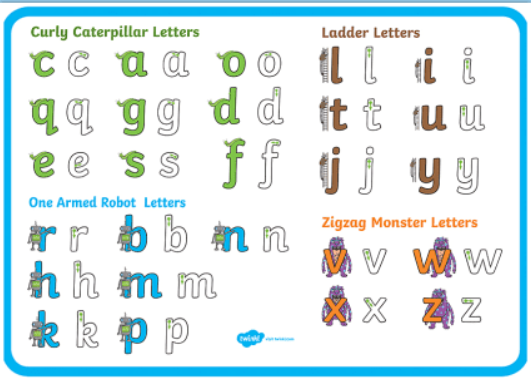 Curly Caterpillar Letters
c c a a o o
q q g g d d
e e s s f f
Ladder Letters
l l i i
t t u u
j j y y
One Armed Robot Letters
r r b b n n
h h m m
k k p p
Zigzag Monster Letters
v v w w
x x z z
twinkl